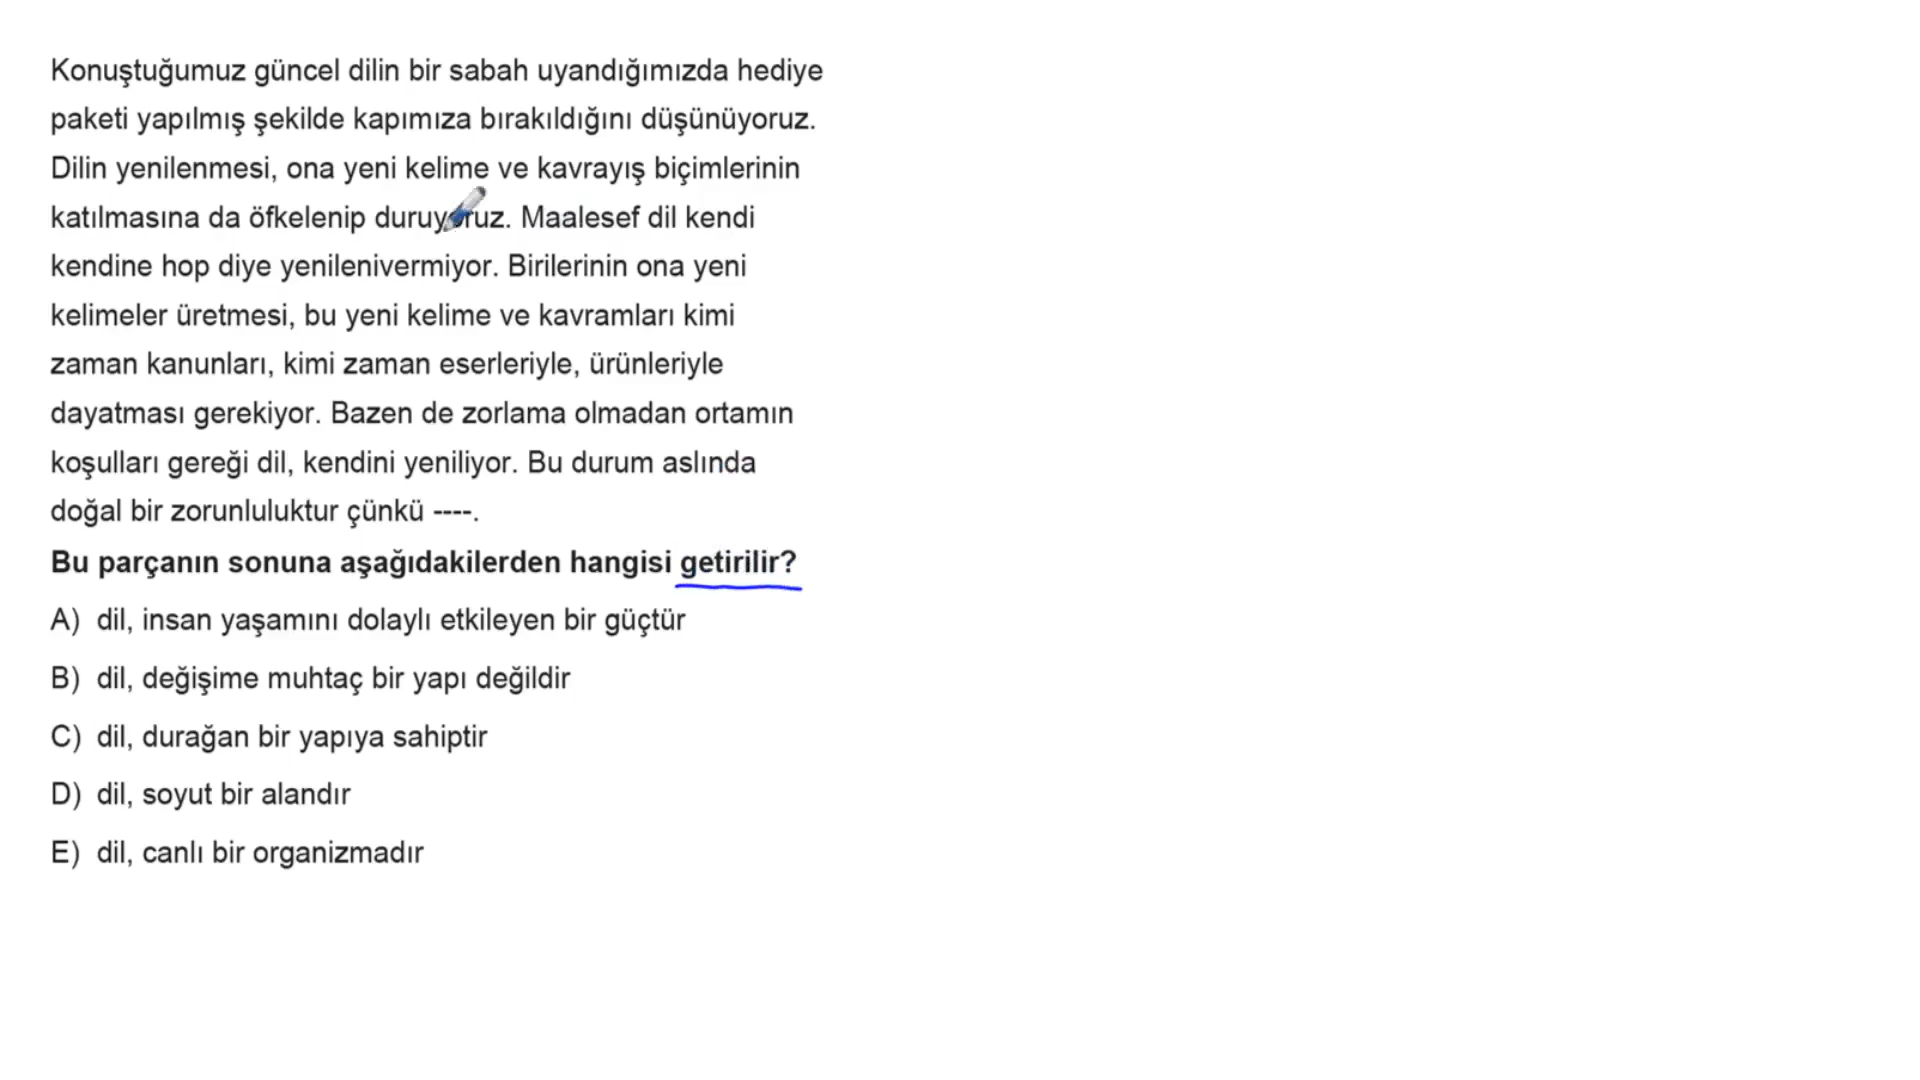 Konuştuğumuz güncel dilin bir sabah uyandığımızda hediye
paketi yapılmış şekilde kapımıza bırakıldığını düşünüyoruz.
Dilin yenilenmesi, ona yeni kelime ve kavrayış biçimlerinin
katılmasına da öfkelenip duruyoruz. Maalesef dil kendi
kendine hop diye yenilenivermiyor. Birilerinin ona yeni
kelimeler üretmesi, bu yeni kelime ve kavramları kimi
zaman kanunları, kimi zaman eserleriyle, ürünleriyle
dayatması gerekiyor. Bazen de zorlama olmadan ortamın
koşulları gereği dil, kendini yeniliyor. Bu durum aslında
doğal bir zorunluluktur çünkü ----.
Bu parçanın sonuna aşağıdakilerden hangisi getirilir?
A) dil, insan yaşamını dolaylı etkileyen bir güçtür
B) dil, değişime muhtaç bir yapı değildir
C) dil, durağan bir yapıya sahiptir
D) dil, soyut bir alandır
E) dil, canlı bir organizmadır